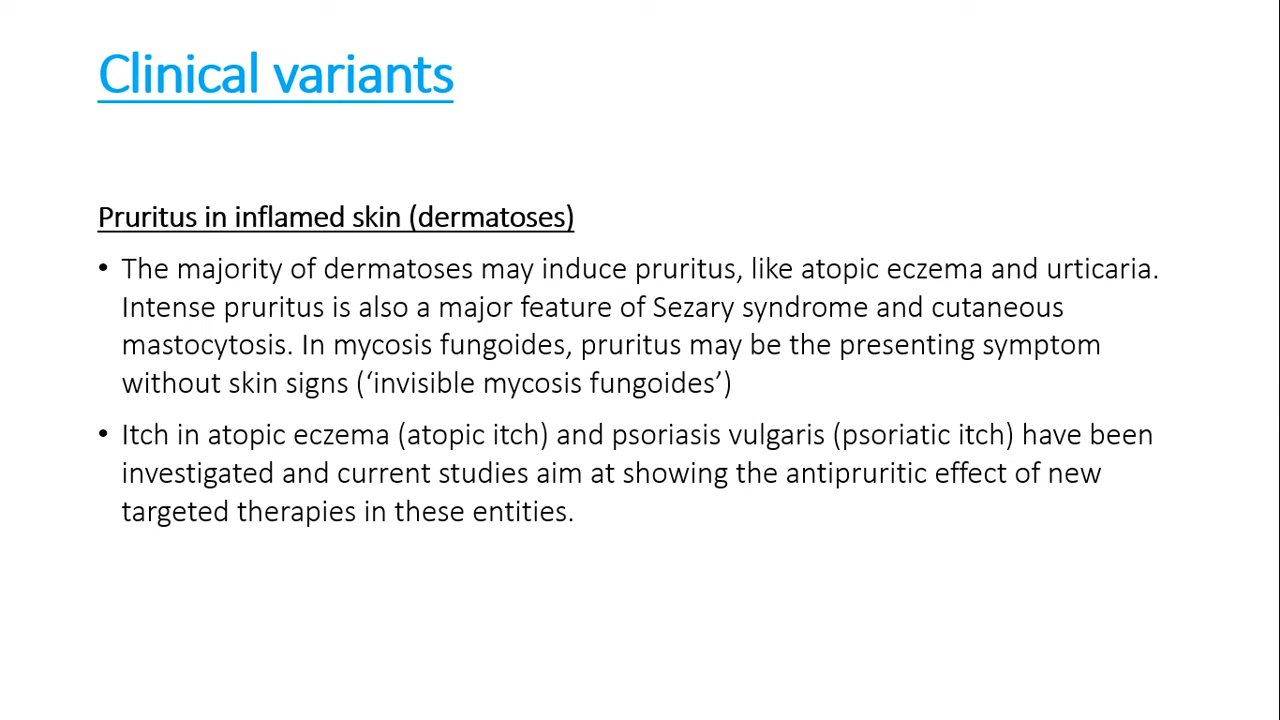 Clinical variants
Pruritus in inflamed skin (dermatoses)
• The majority of dermatoses may induce pruritus, like atopic eczema and urticaria.
Intense pruritus is also a major feature of Sezary syndrome and cutaneous
mastocytosis. In mycosis fungoides, pruritus may be the presenting symptom
without skin signs (‘invisible mycosis fungoides’)
• Itch in atopic eczema (atopic itch) and psoriasis vulgaris (psoriatic itch) have been
investigated and current studies aim at showing the antipruritic effect of new
targeted therapies in these entities.